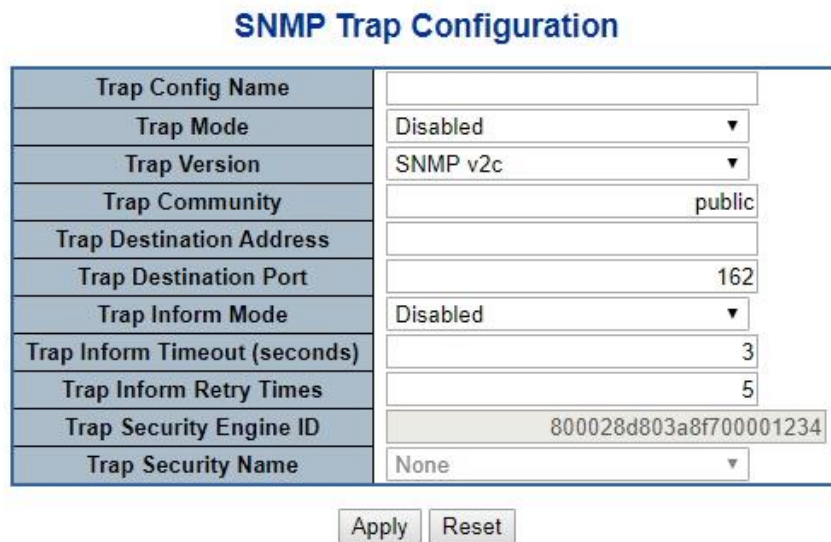 SNMP Trap Configuration
Trap Config Name
Trap Mode Disabled
Trap Version SNMP v2c
Trap Community public
Trap Destination Address
Trap Destination Port 162
Trap Inform Mode Disabled
Trap Inform Timeout (seconds) 3
Trap Inform Retry Times 5
Trap Security Engine ID 800028d803a8f700001234
Trap Security Name None
Apply Reset